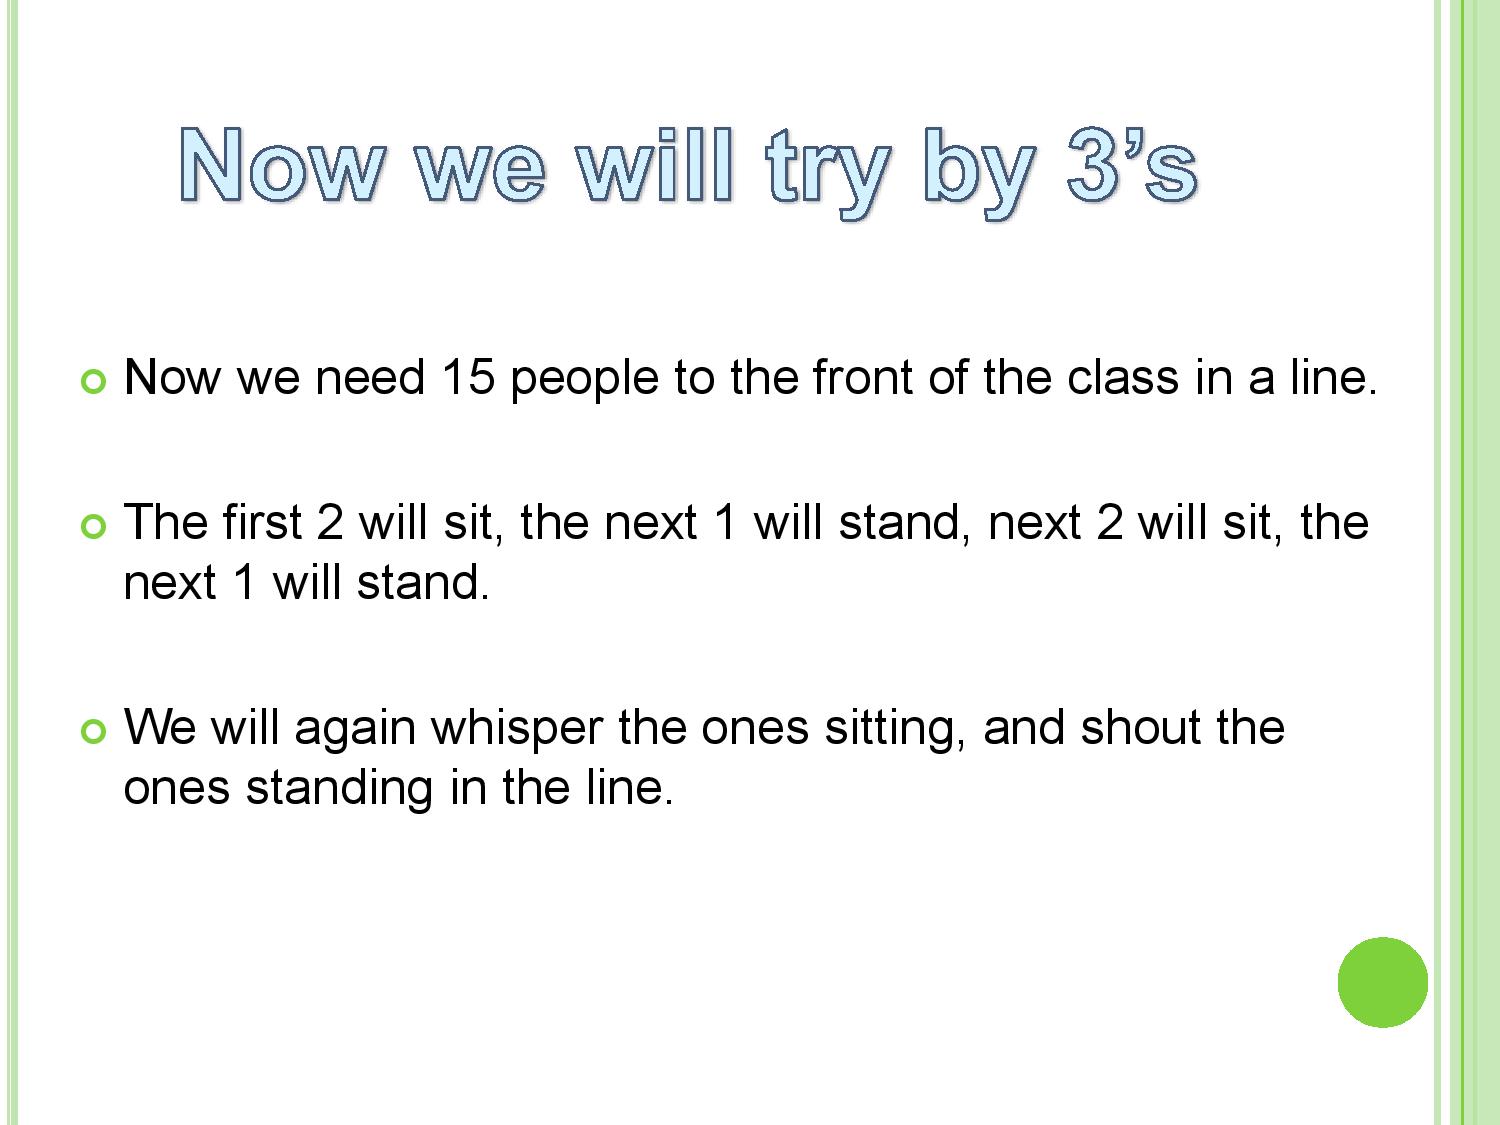 Now we will try by 3’s
Now we need 15 people to the front of the class in a line.
The first 2 will sit, the next 1 will stand, next 2 will sit, the
next 1 will stand.
We will again whisper the ones sitting, and shout the
ones standing in the line.